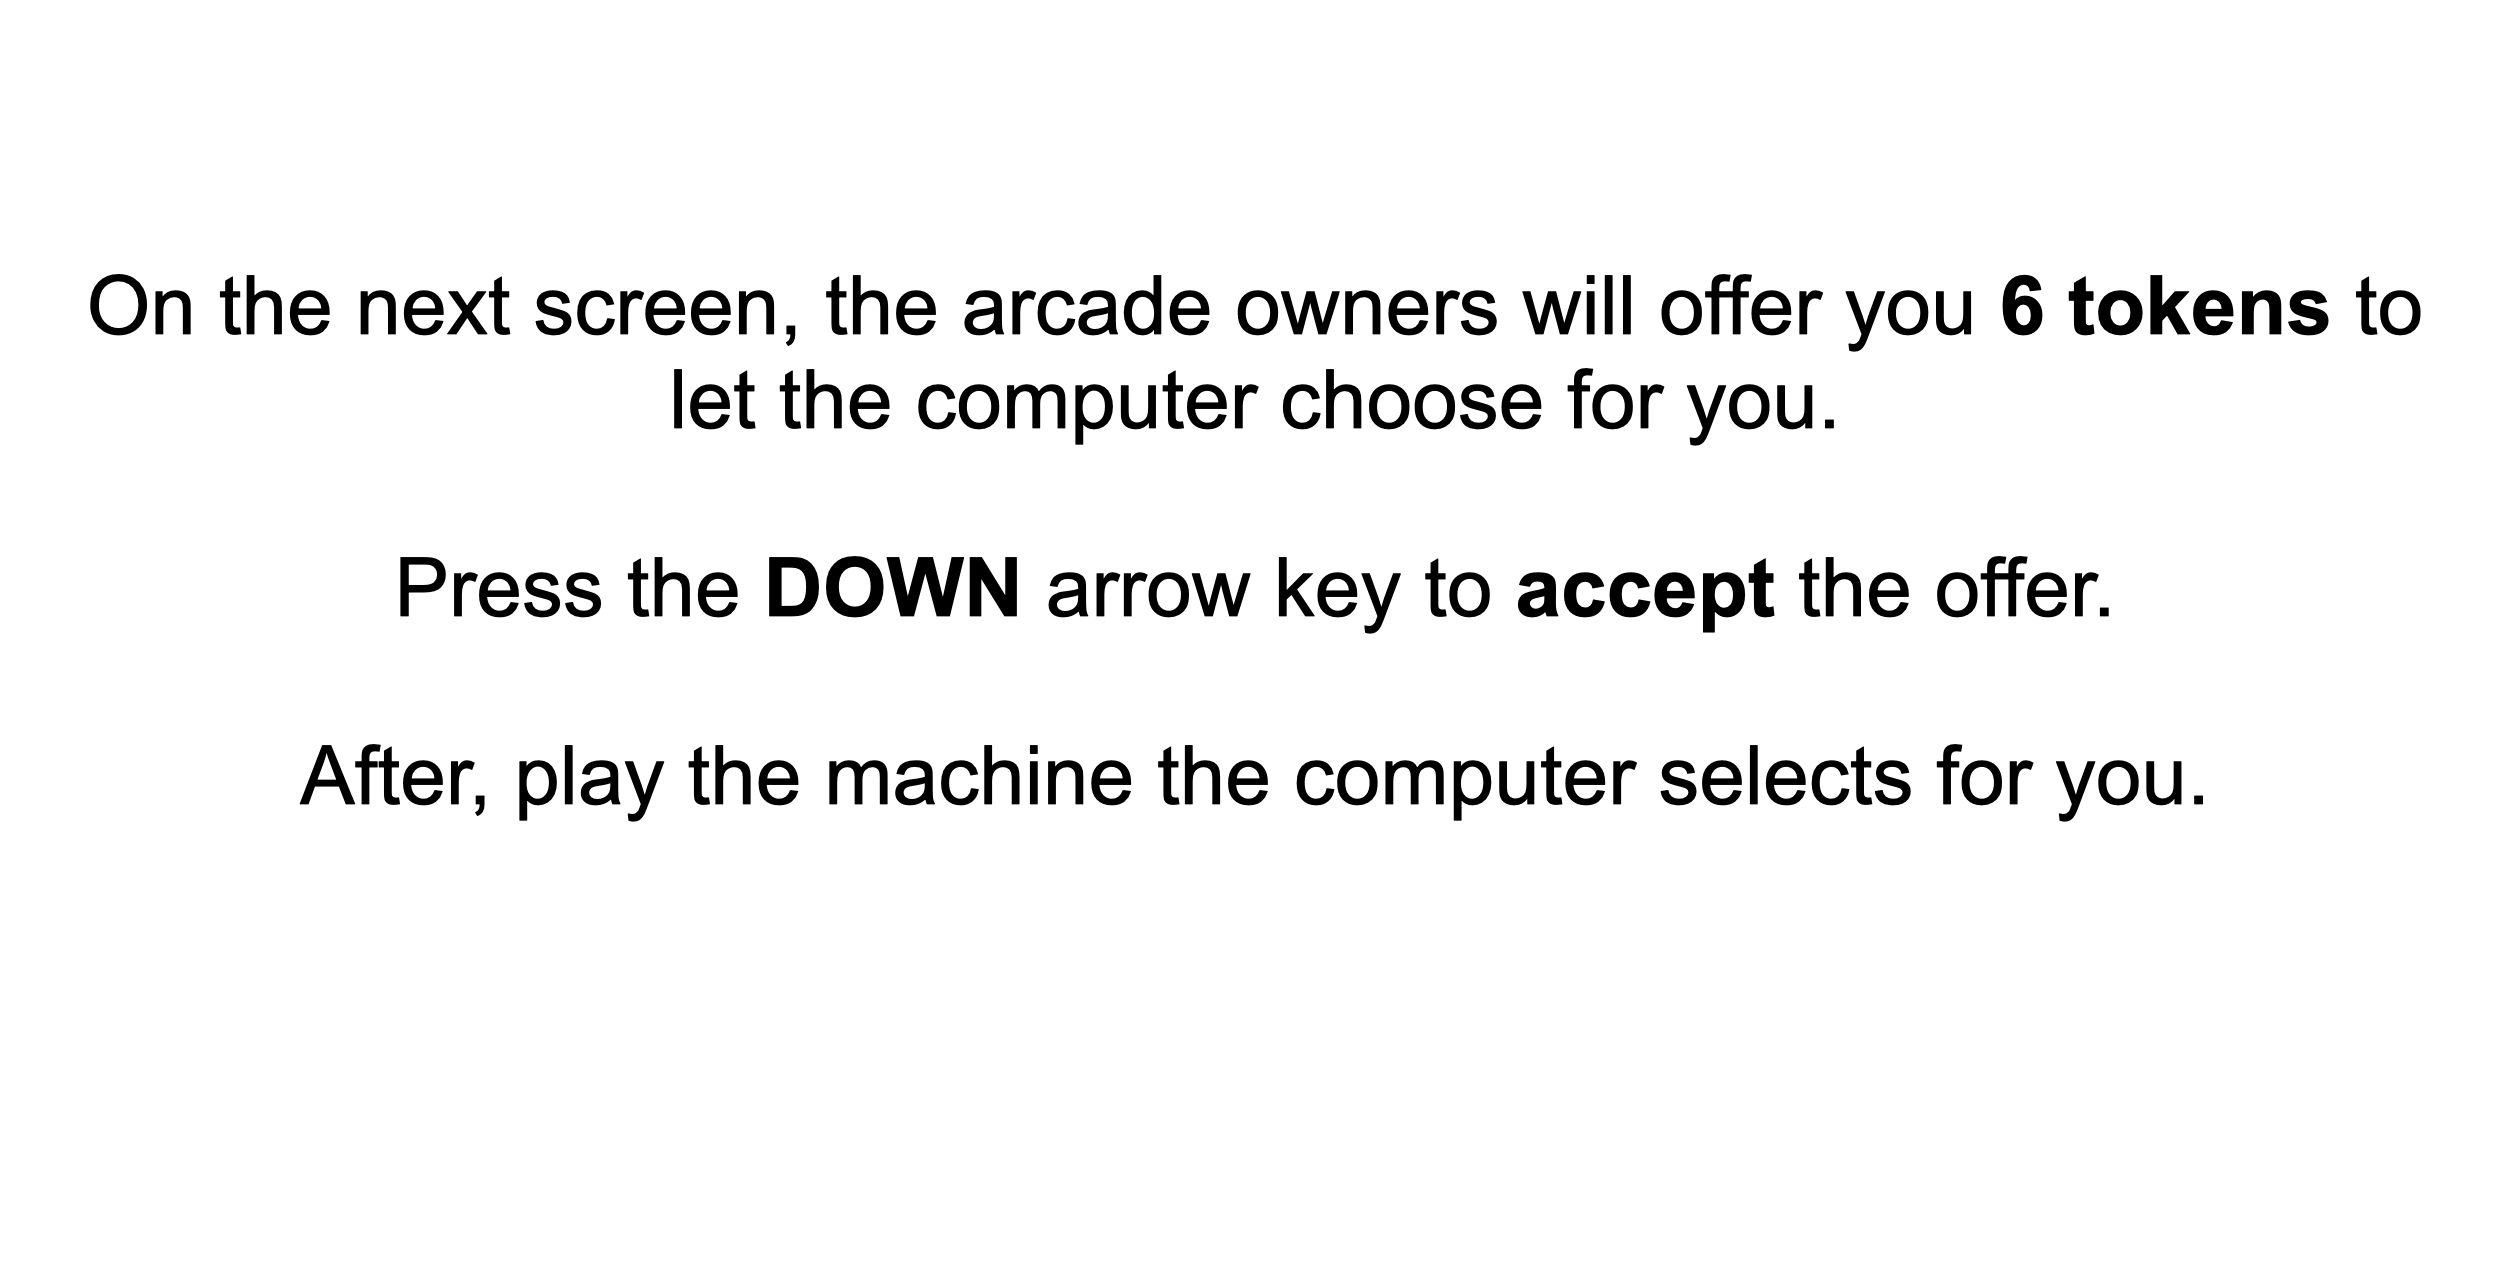 On the next screen, the arcade owners will offer you 6 tokens to
let the computer choose for you.
Press the DOWN arrow key to accept the offer.
After, play the machine the computer selects for you.